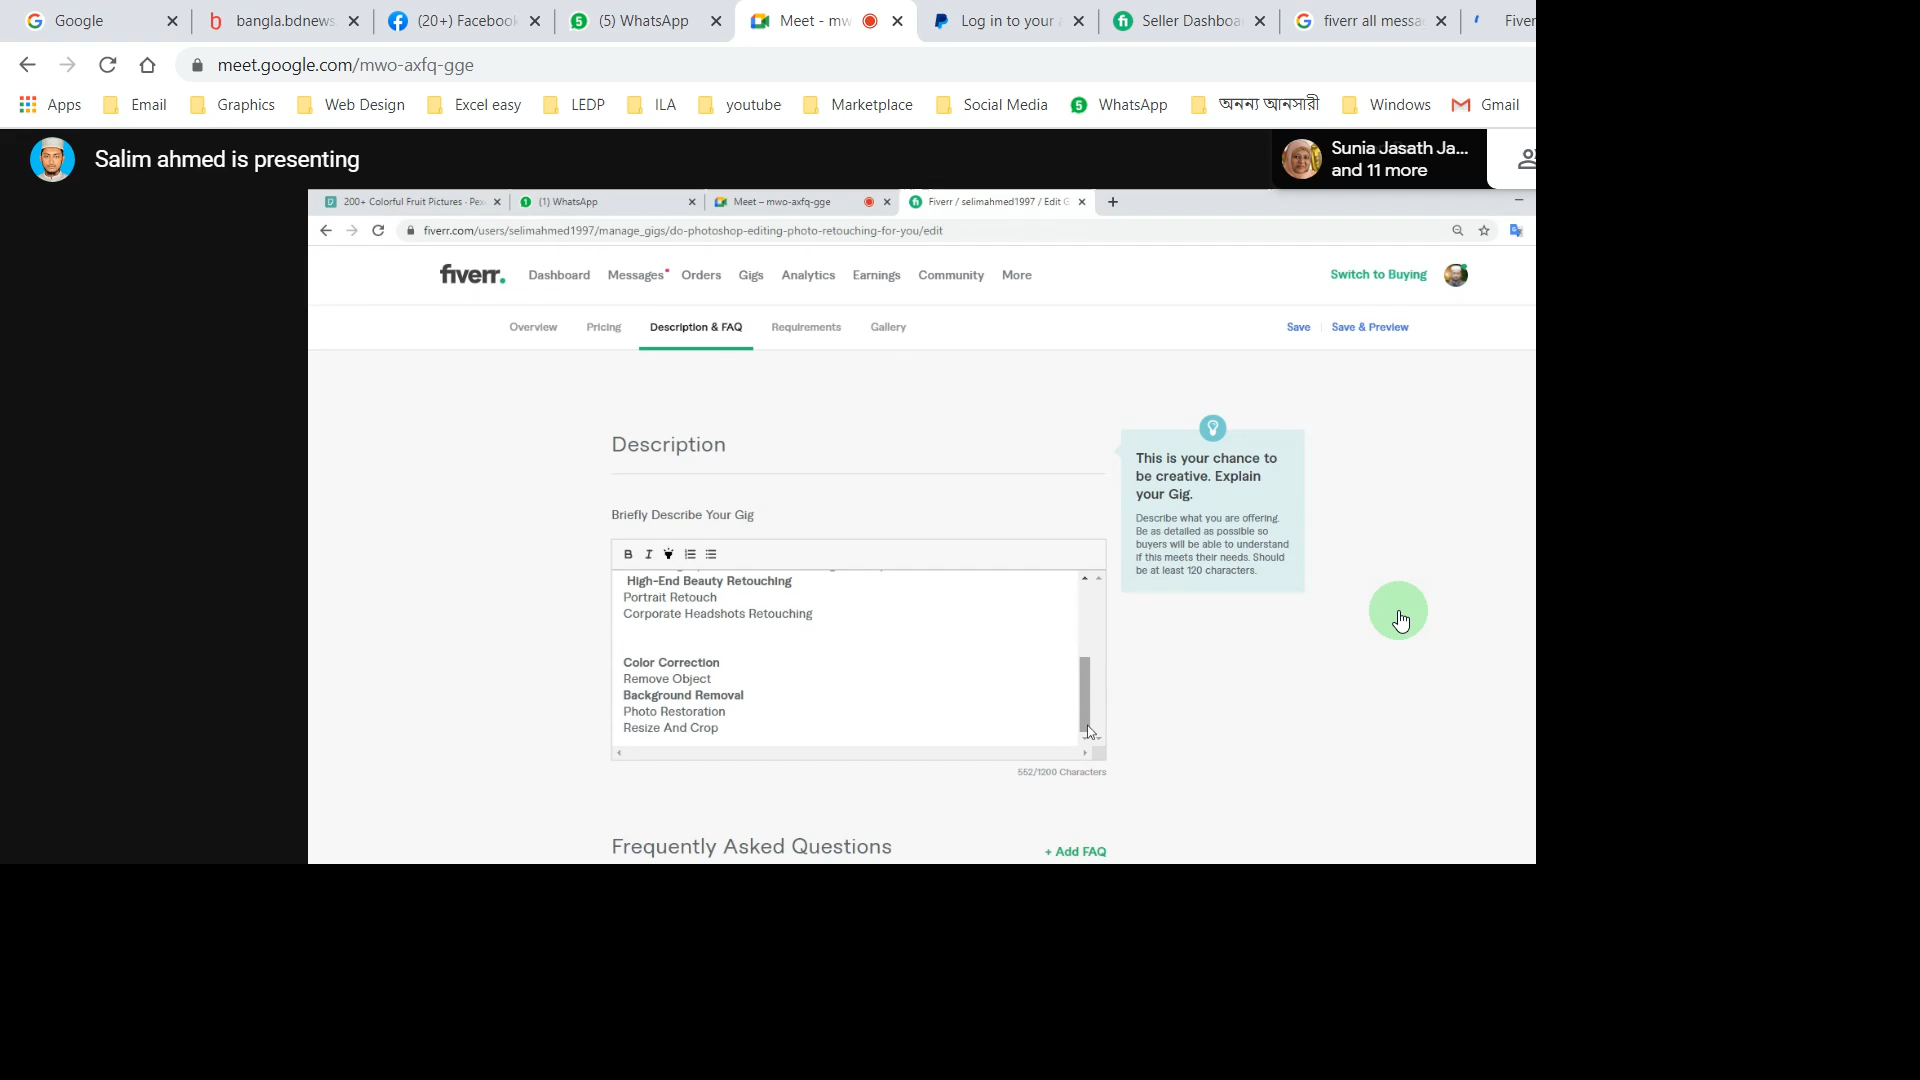 Google
bangla.bdnews
(20+) Facebook
(5) WhatsApp
Meet - mw
Log in to your
Seller Dashboa
fiverr all messa
Fiver
meet.google.com/mwo-axfq-gge
Apps
Email
Graphics
Web Design
Excel easy
LEDP
ILA
youtube
Marketplace
Social Media
WhatsApp
অনন্য আনসারী
Windows
Gmail
Salim ahmed is presenting
Sunia Jasath Ja...
and 11 more
200+ Colorful Fruit Pictures - Pex
(1) WhatsApp
Meet – mwo-axfq-gge
Fiverr / selimahmed1997 / Edit G
fiverr.com/users/selimahmed1997/manage_gigs/do-photoshop-editing-photo-retouching-for-you/edit
fiverr.
Dashboard
Messages
Orders
Gigs
Analytics
Earnings
Community
More
Switch to Buying
Overview
Pricing
Description & FAQ
Requirements
Gallery
Save
Save & Preview
Description
Briefly Describe Your Gig
High-End Beauty Retouching
Portrait Retouch
Corporate Headshots Retouching
Color Correction
Remove Object
Background Removal
Photo Restoration
Resize And Crop
552/1200 Characters
This is your chance to
be creative. Explain
your Gig.
Describe what you are offering.
Be as detailed as possible so
buyers will be able to understand
if this meets their needs. Should
be at least 120 characters.
Frequently Asked Questions
+ Add FAQ